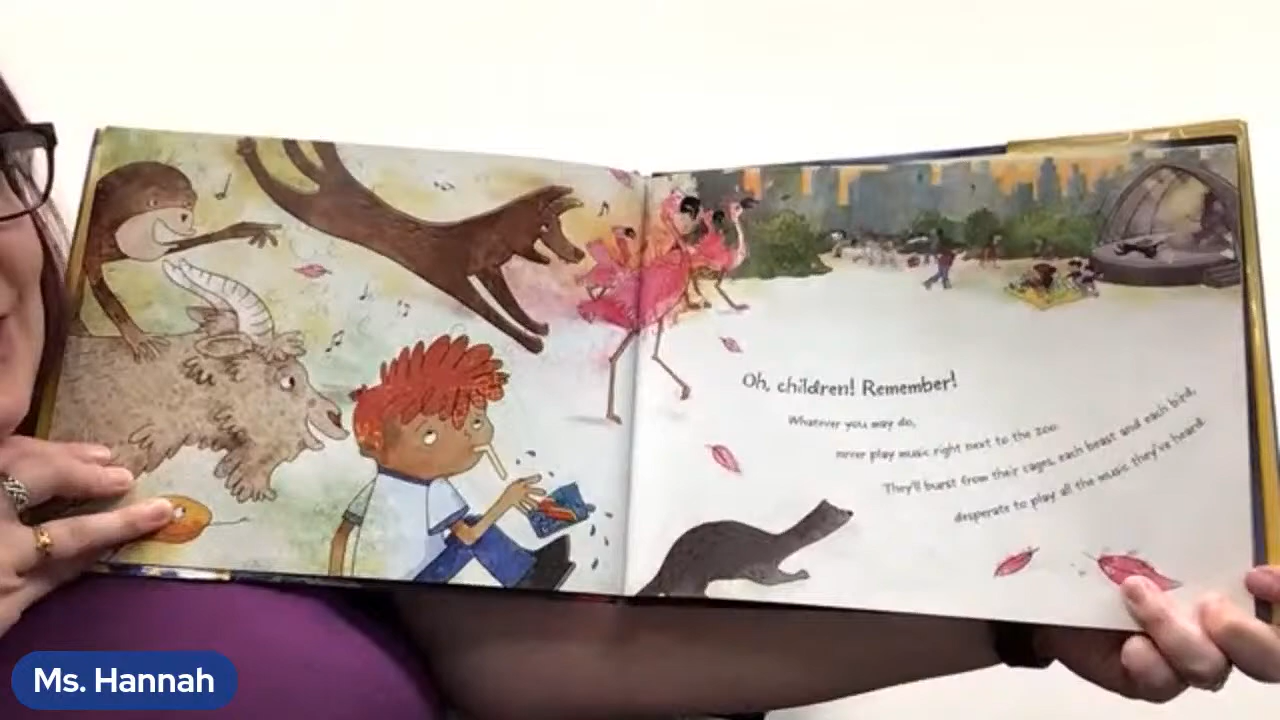 Oh, children! Remember!
Whatever you may do,
never play music right next to the zoo.
They'll burst from their cages, each beast and each bird,
desperate to play all the music they've heard.
Ms. Hannah